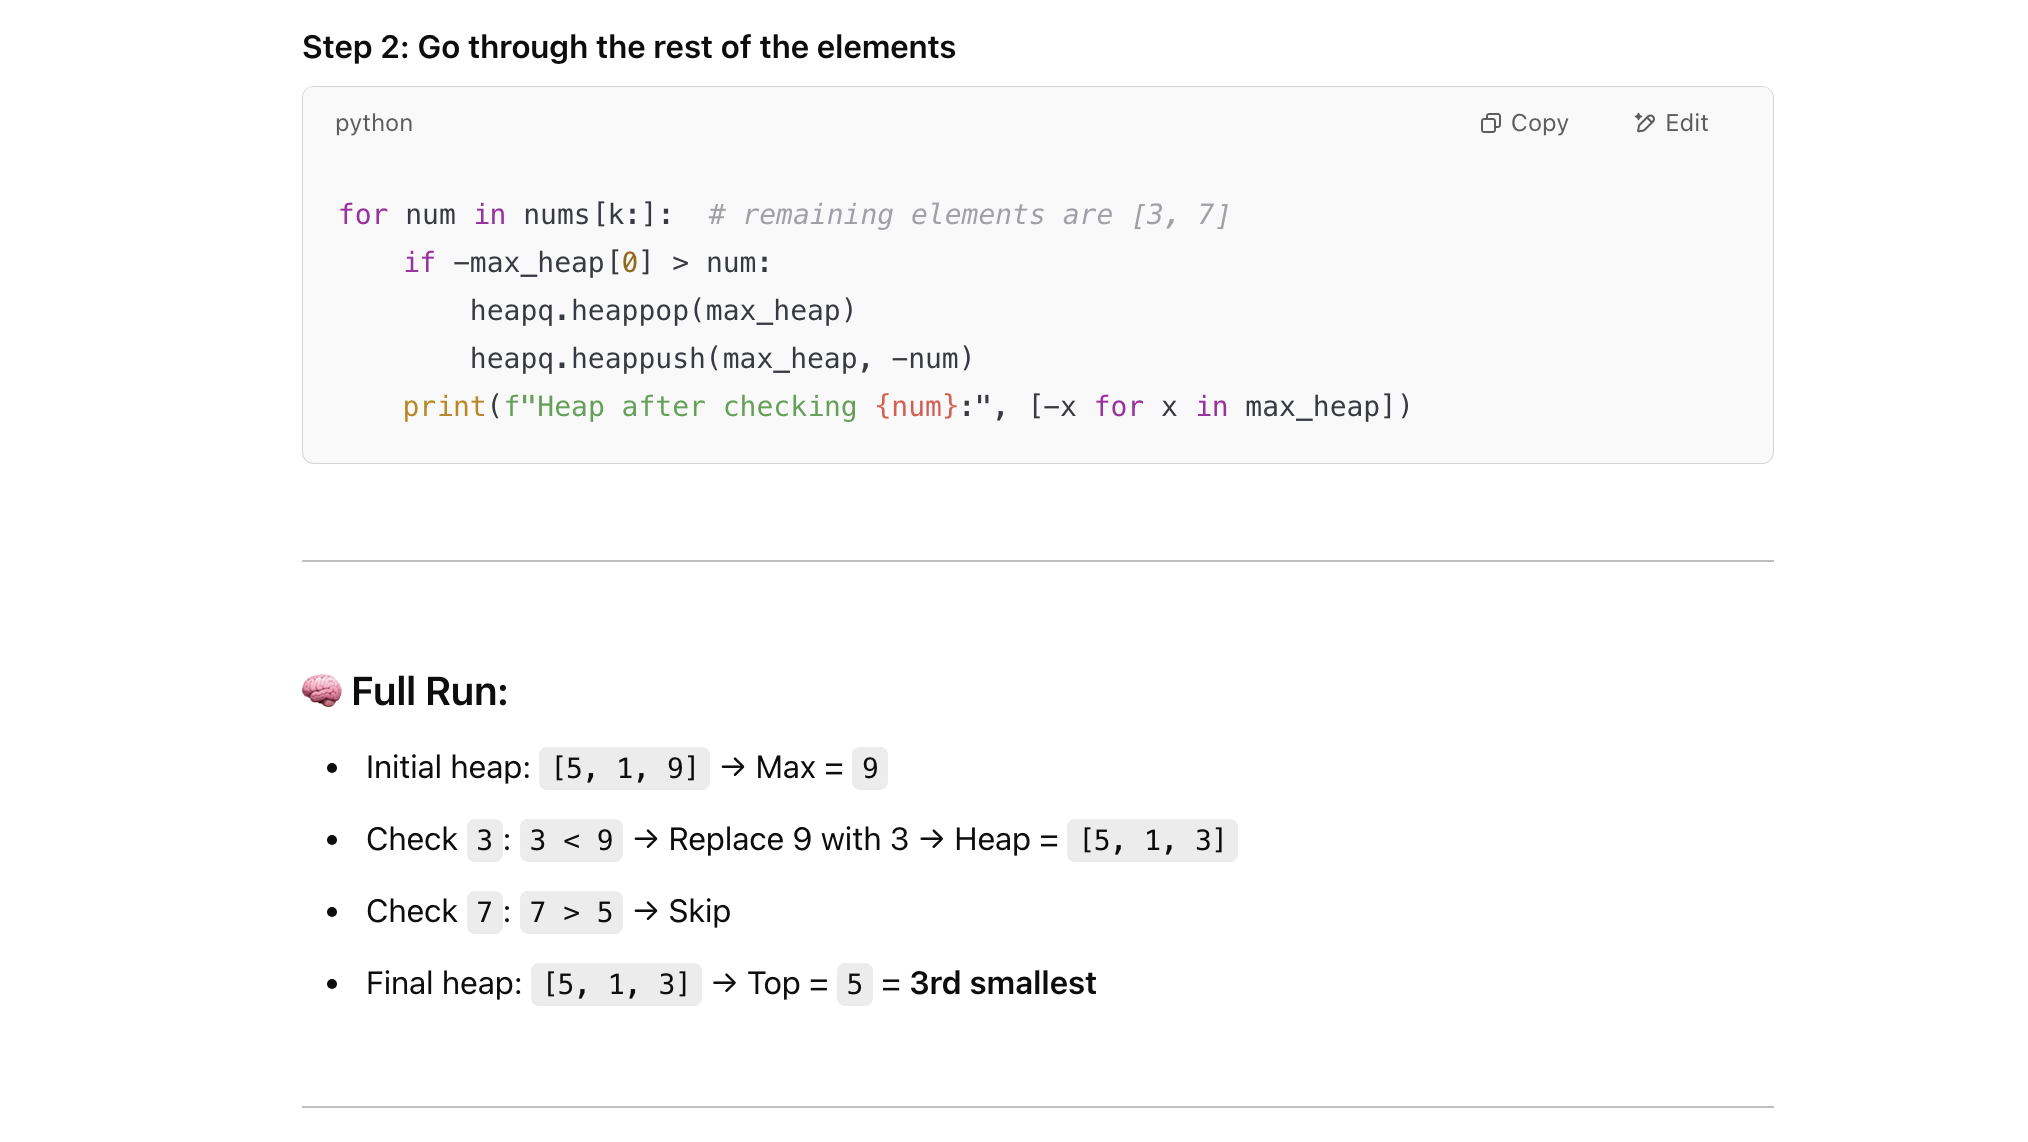 Step 2: Go through the rest of the elements
python
Copy
Edit
for num in nums[k:]:  # remaining elements are [3, 7]
    if -max_heap[0] > num:
        heapq.heappop(max_heap)
        heapq.heappush(max_heap, -num)
    print(f"Heap after checking {num}:", [-x for x in max_heap])
🧠 Full Run:
• Initial heap: [5, 1, 9] → Max = 9
• Check 3: 3 < 9 → Replace 9 with 3 → Heap = [5, 1, 3]
• Check 7: 7 > 5 → Skip
• Final heap: [5, 1, 3] → Top = 5 = 3rd smallest